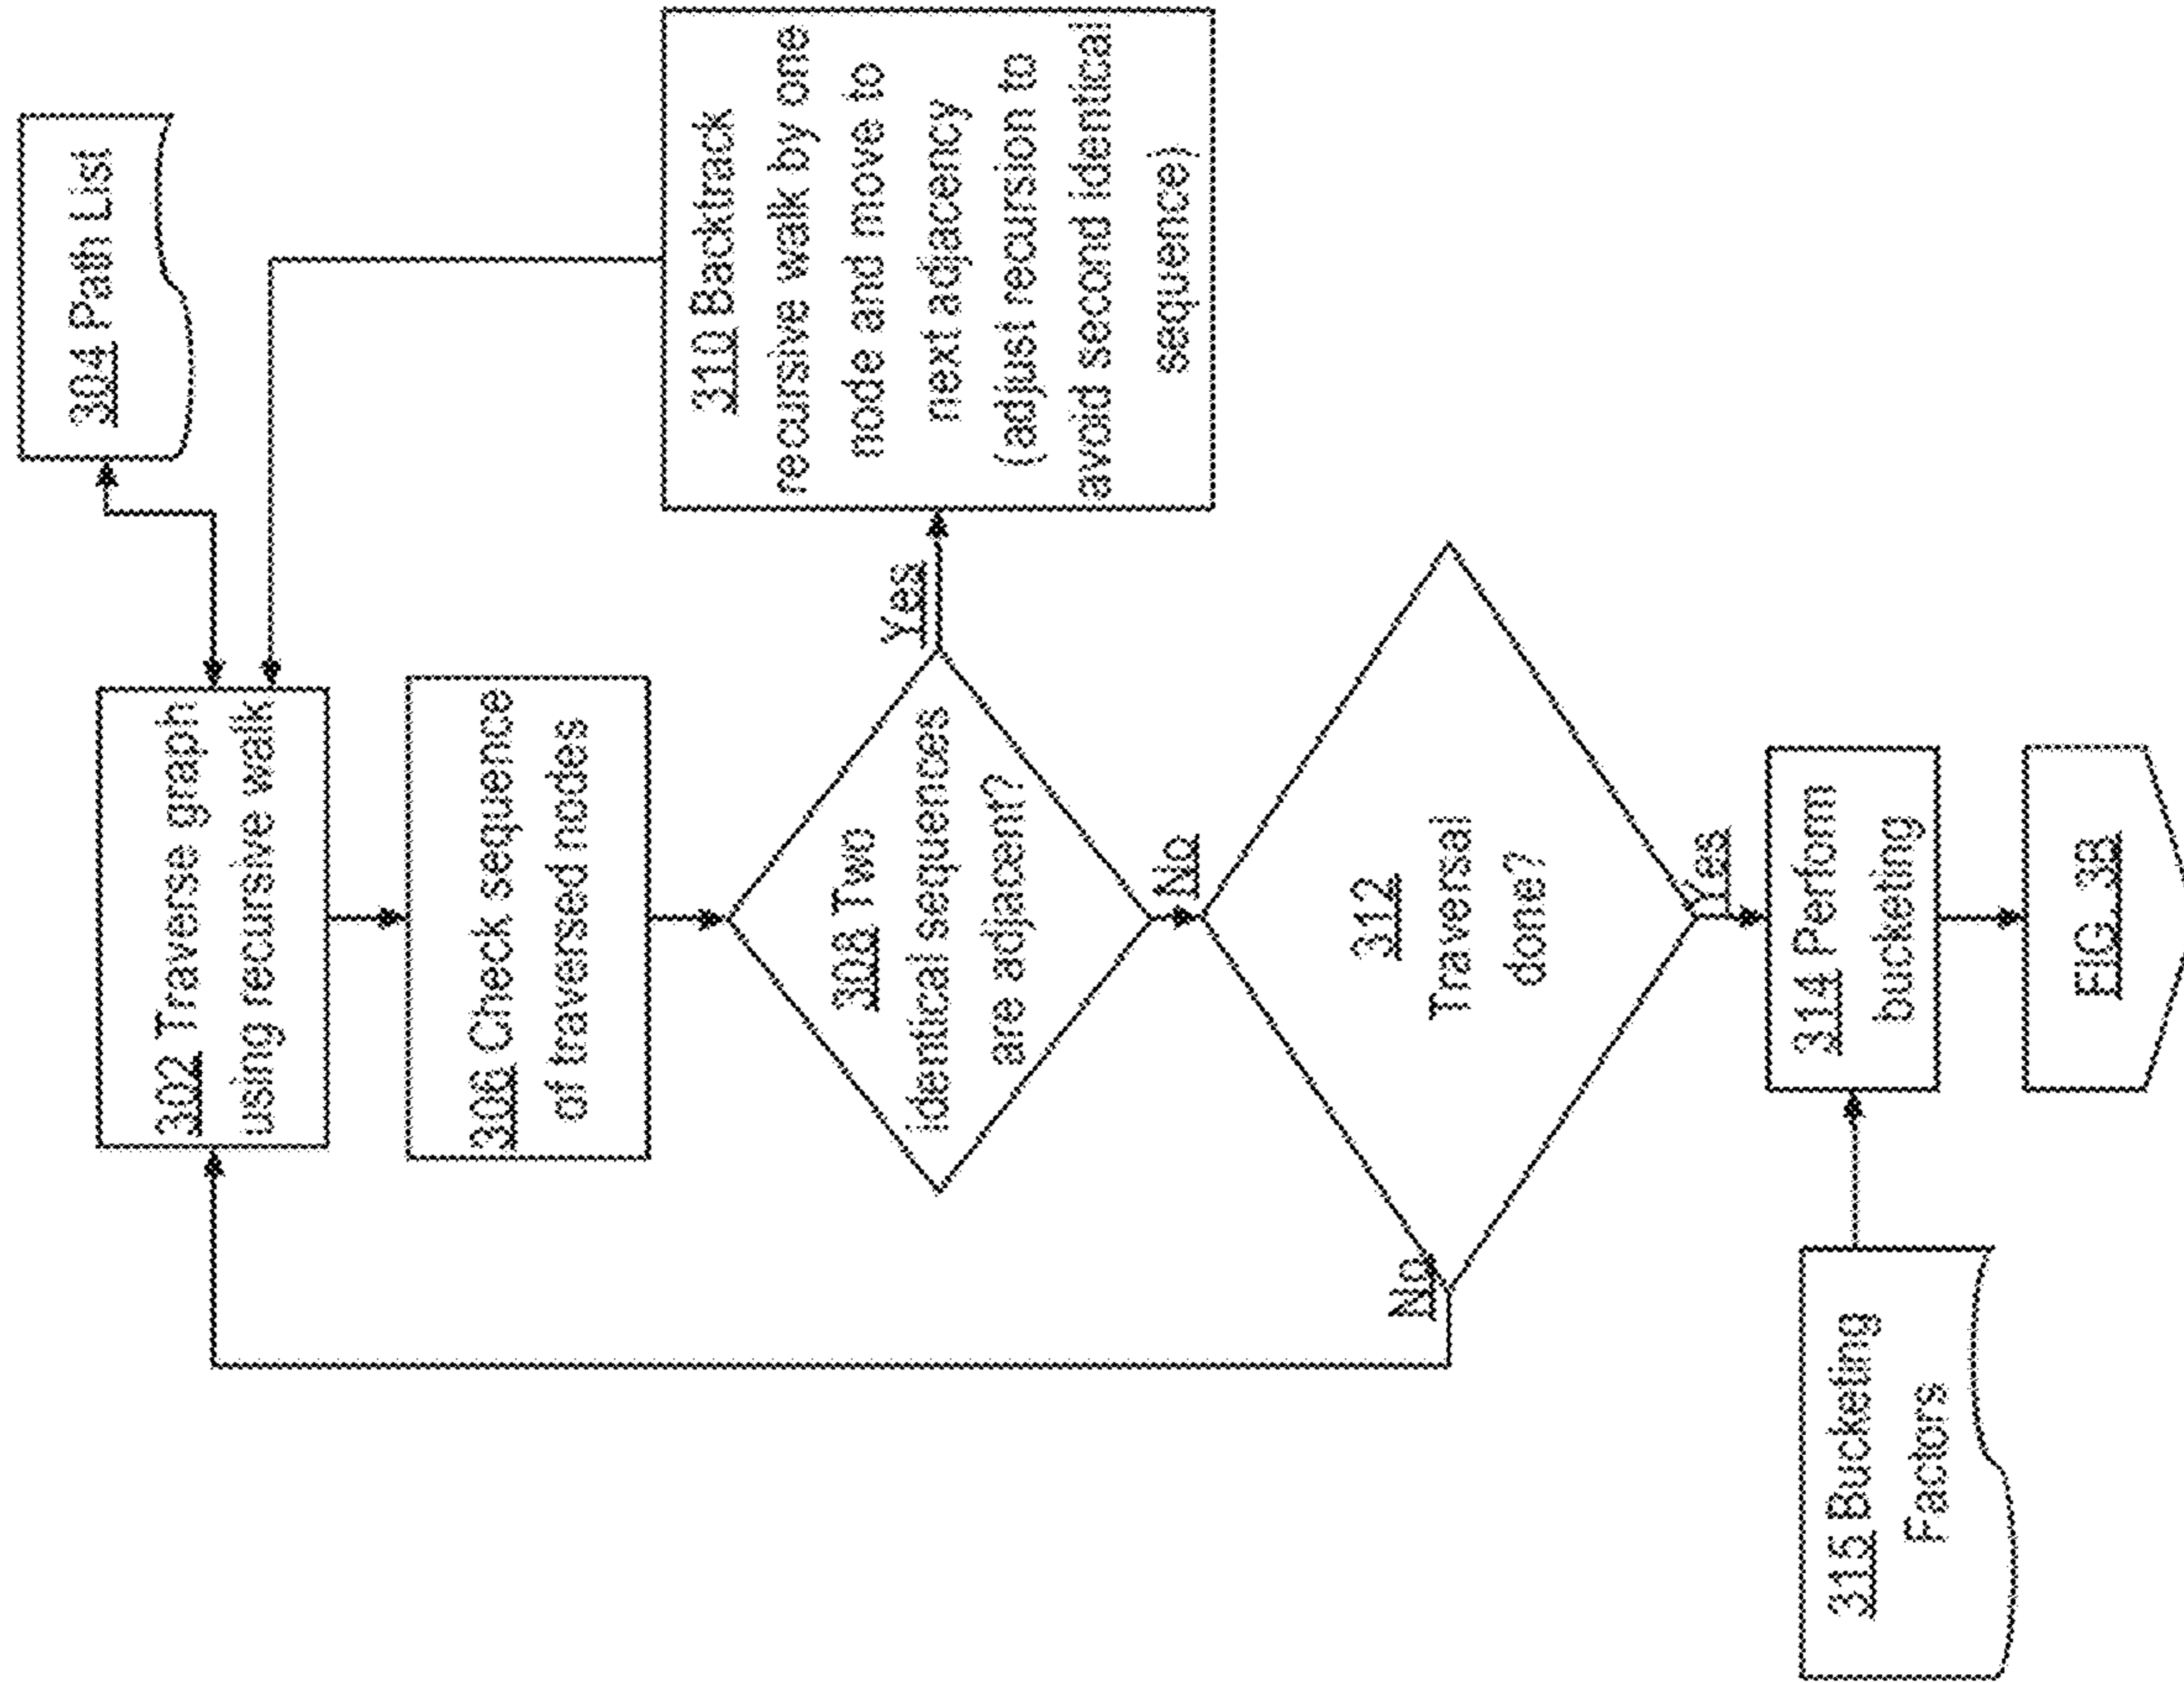 304 Path List
302 Traverse graph
using recursive walk
306 Check sequence
of traversed nodes
308 Two
identical sequences
are adjacent?
Yes
310 Backtrack
recursive walk by one
node and move to
next adjacency
(adjust recursion to
avoid second identical
sequence)
No
312
Traversal
done?
No
Yes
314 Perform
bucketing
315 Bucketing
Factors
FIG. 3B